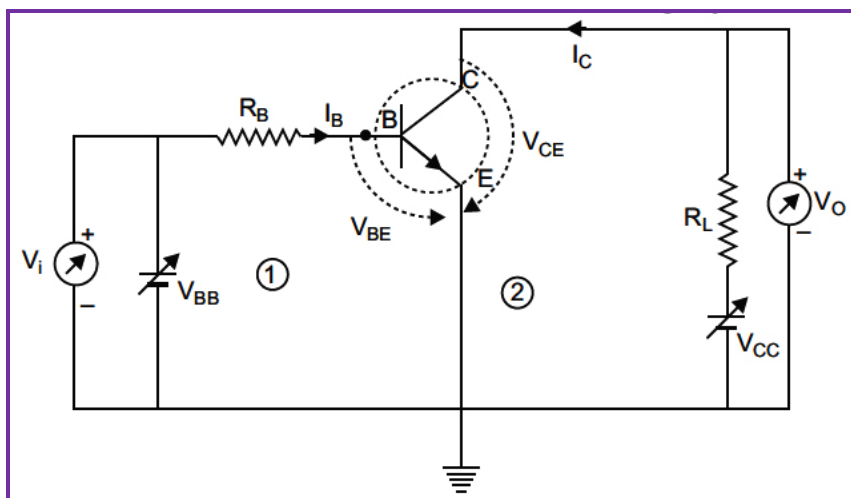 I_C
C
R_B
I_B
B
V_CE
E
+
V_O
R_L
–
V_BE
+
V_i
–
V_BB
1
2
V_CC